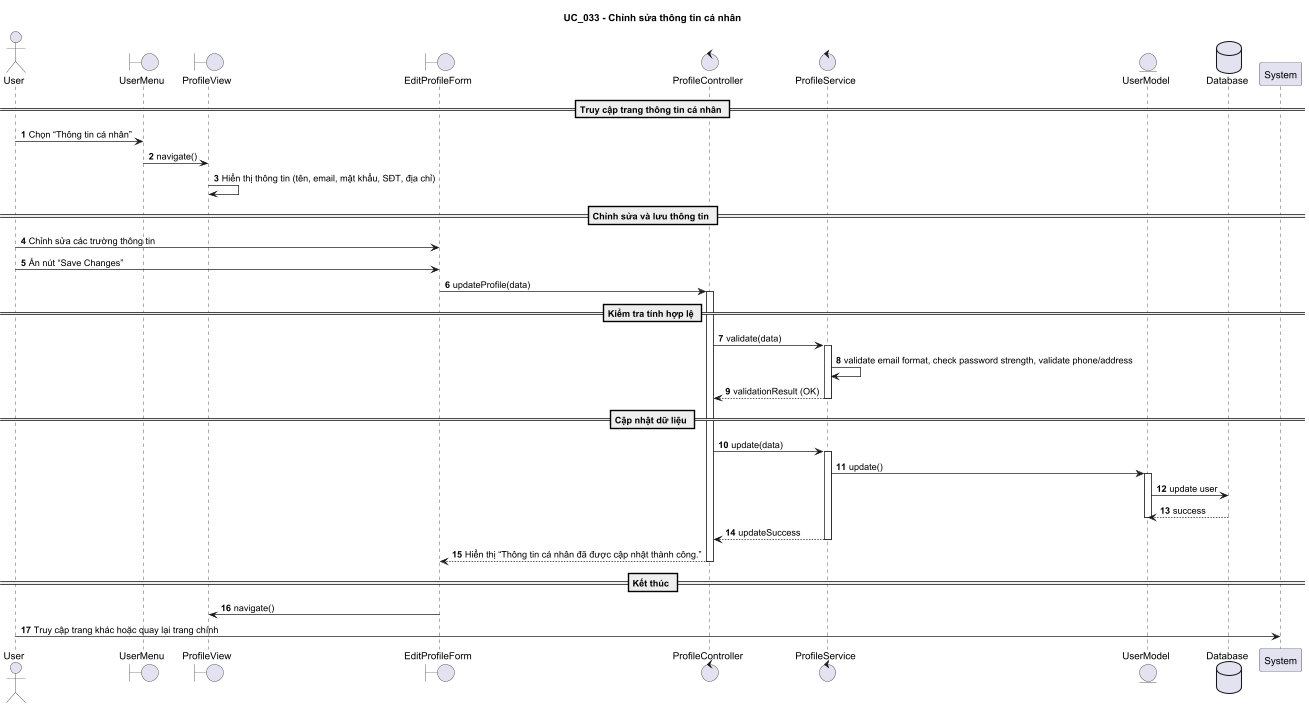 UC_033 - Chỉnh sửa thông tin cá nhân
User UserMenu ProfileView EditProfileForm ProfileController ProfileService UserModel Database System
Truy cập trang thông tin cá nhân
1 Chọn “Thông tin cá nhân”
2 navigate()
3 Hiển thị thông tin (tên, email, mật khẩu, SĐT, địa chỉ)
Chỉnh sửa và lưu thông tin
4 Chỉnh sửa các trường thông tin
5 Ấn nút “Save Changes”
6 updateProfile(data)
Kiểm tra tính hợp lệ
7 validate(data)
8 validate email format, check password strength, validate phone/address
9 validationResult (OK)
Cập nhật dữ liệu
10 update(data)
11 update()
12 update user
13 success
14 updateSuccess
15 Hiển thị “Thông tin cá nhân đã được cập nhật thành công.”
Kết thúc
16 navigate()
17 Truy cập trang khác hoặc quay lại trang chính
User UserMenu ProfileView EditProfileForm ProfileController ProfileService UserModel Database System